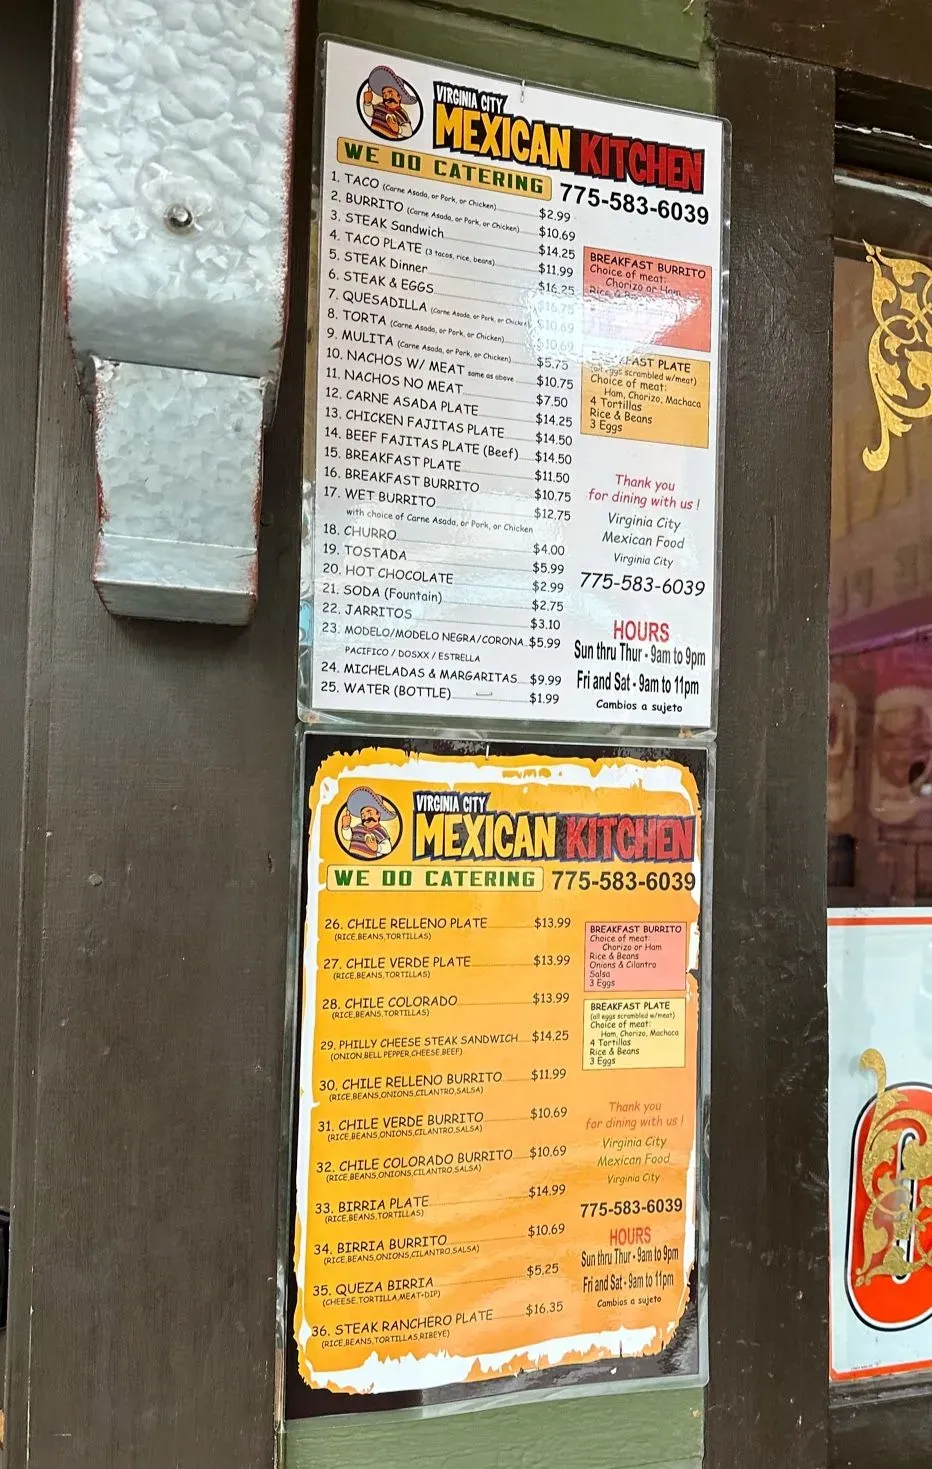 VIRGINIA CITY
MEXICAN KITCHEN
WE DO CATERING 775-583-6039
1. TACO (Carne Asada, or Pork, or Chicken) $2.99
2. BURRITO (Carne Asada, or Pork, or Chicken) $10.69
3. STEAK Sandwich $14.25
4. TACO PLATE (3 tacos, rice, beans) $11.99
5. STEAK Dinner $16.25
6. STEAK & EGGS $16.75
7. QUESADILLA (Carne Asada, or Pork, or Chicken) $10.69
8. TORTA (Carne Asada, or Pork, or Chicken) $10.69
9. MULITA (Carne Asada, or Pork, or Chicken) $5.75
10. NACHOS W/ MEAT same as above $10.75
11. NACHOS NO MEAT $7.50
12. CARNE ASADA PLATE $14.25
13. CHICKEN FAJITAS PLATE $14.50
14. BEEF FAJITAS PLATE (Beef) $14.50
15. BREAKFAST PLATE $11.50
16. BREAKFAST BURRITO $10.75
17. WET BURRITO $12.75
with choice of Carne Asada, or Pork, or Chicken
18. CHURRO $4.00
19. TOSTADA $5.99
20. HOT CHOCOLATE $2.99
21. SODA (Fountain) $2.75
22. JARRITOS $3.10
23. MODELO/MODELO NEGRA/CORONA $5.99
PACIFICO / DOSXX / ESTRELLA
24. MICHELADAS & MARGARITAS $9.99
25. WATER (BOTTLE) $1.99
BREAKFAST BURRITO
Choice of meat:
Chorizo or Ham
Rice &
FAST PLATE
(all eggs scrambled w/meat)
Choice of meat:
Ham, Chorizo, Machaca
4 Tortillas
Rice & Beans
3 Eggs
Thank you
for dining with us !
Virginia City
Mexican Food
Virginia City
775-583-6039
HOURS
Sun thru Thur - 9am to 9pm
Fri and Sat - 9am to 11pm
Cambios a sujeto
VIRGINIA CITY
MEXICAN KITCHEN
WE DO CATERING 775-583-6039
26. CHILE RELLENO PLATE $13.99
(RICE,BEANS,TORTILLAS)
27. CHILE VERDE PLATE $13.99
(RICE,BEANS,TORTILLAS)
28. CHILE COLORADO $13.99
(RICE,BEANS,TORTILLAS)
29. PHILLY CHEESE STEAK SANDWICH $14.25
(ONION,BELL PEPPER,CHEESE,BEEF)
30. CHILE RELLENO BURRITO $11.99
(RICE,BEANS,ONIONS,CILANTRO,SALSA)
31. CHILE VERDE BURRITO $10.69
(RICE,BEANS,ONIONS,CILANTRO,SALSA)
32. CHILE COLORADO BURRITO $10.69
(RICE,BEANS,ONIONS,CILANTRO,SALSA)
33. BIRRIA PLATE $14.99
(RICE,BEANS,TORTILLAS)
34. BIRRIA BURRITO $10.69
(RICE,BEANS,ONIONS,CILANTRO,SALSA)
35. QUEZA BIRRIA $5.25
(CHEESE,TORTILLA,MEAT+DIP)
36. STEAK RANCHERO PLATE $16.35
(RICE,BEANS,TORTILLAS,RIBEYE)
BREAKFAST BURRITO
Choice of meat:
Chorizo or Ham
Rice & Beans
Onions & Cilantro
Salsa
3 Eggs
BREAKFAST PLATE
(all eggs scrambled w/meat)
Choice of meat:
Ham, Chorizo, Machaca
4 Tortillas
Rice & Beans
3 Eggs
Thank you
for dining with us !
Virginia City
Mexican Food
Virginia City
775-583-6039
HOURS
Sun thru Thur - 9am to 9pm
Fri and Sat - 9am to 11pm
Cambios a sujeto